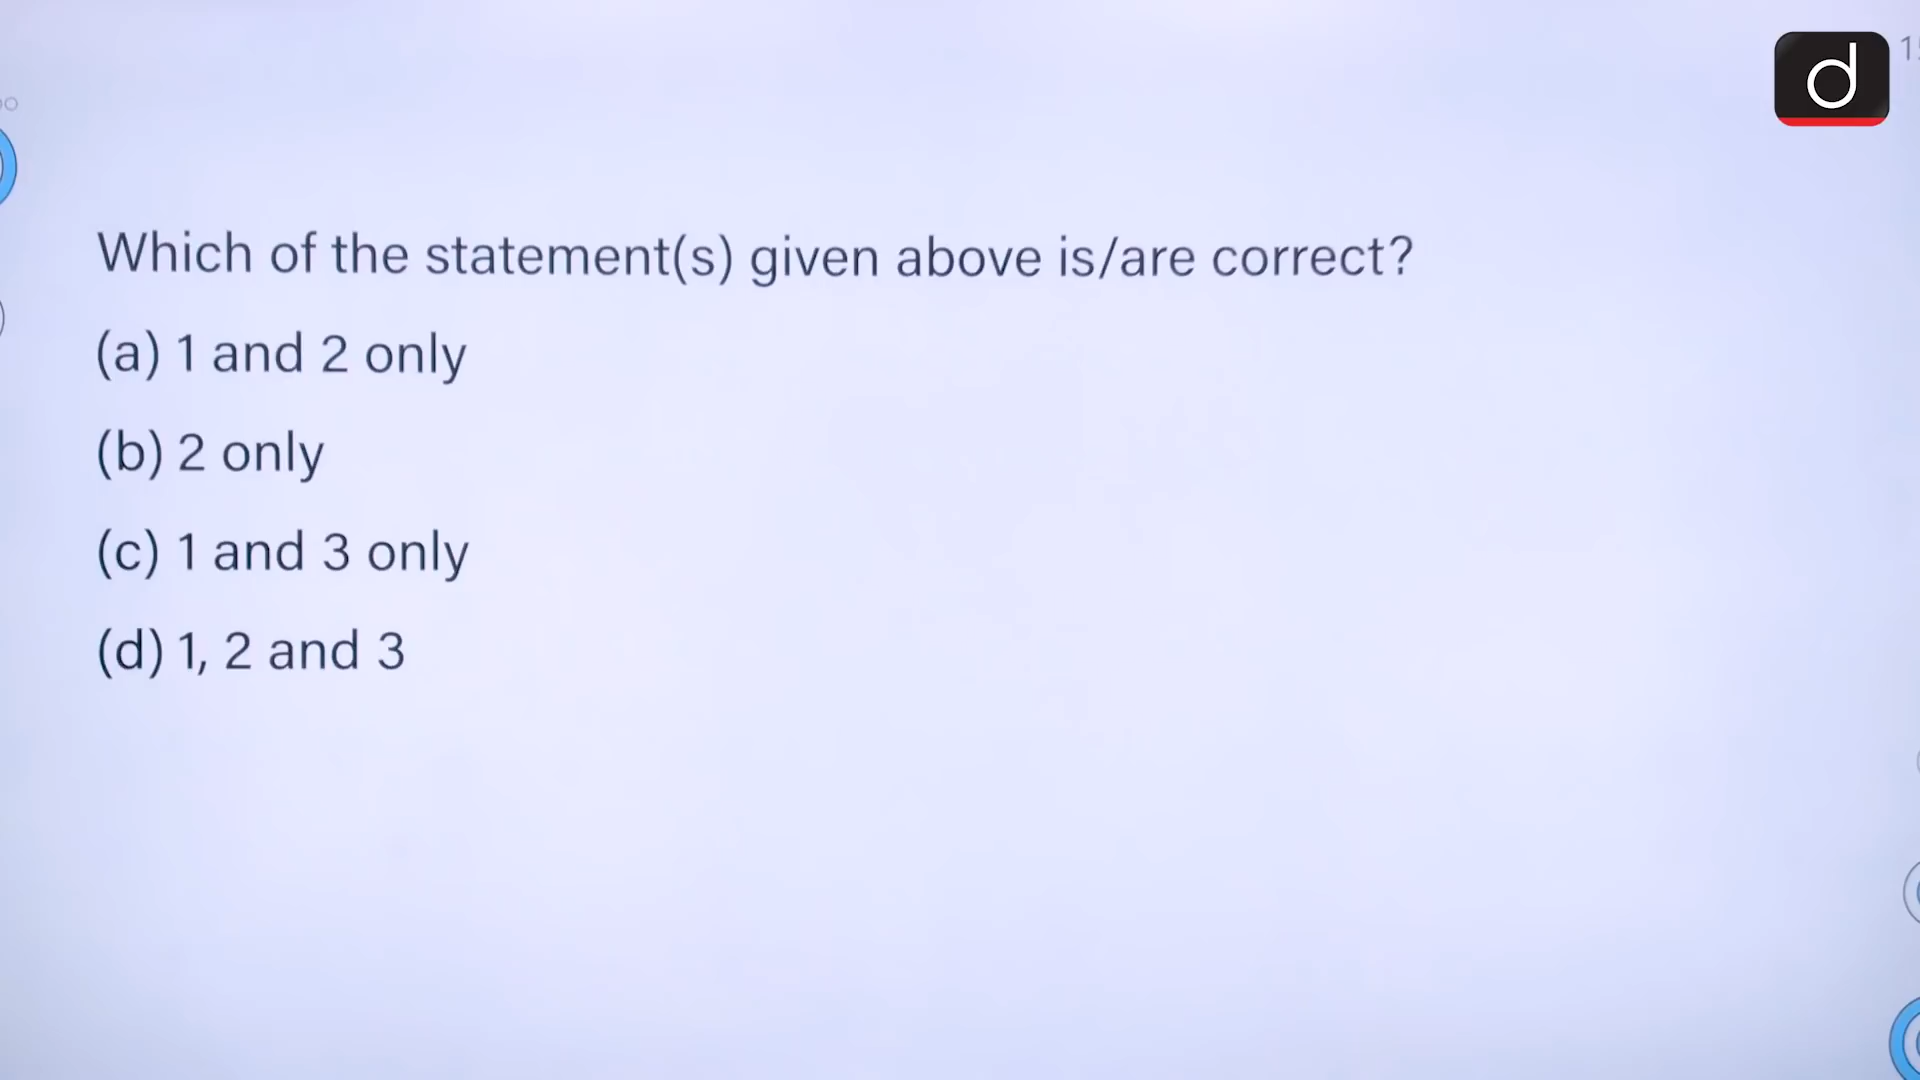 d
Which of the statement(s) given above is/are correct?
(a) 1 and 2 only
(b) 2 only
(c) 1 and 3 only
(d) 1, 2 and 3